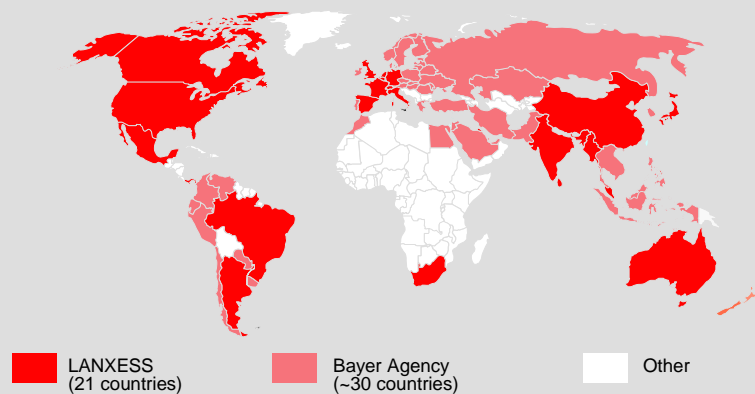 LANXESS
(21 countries)
Bayer Agency
(~30 countries)
Other